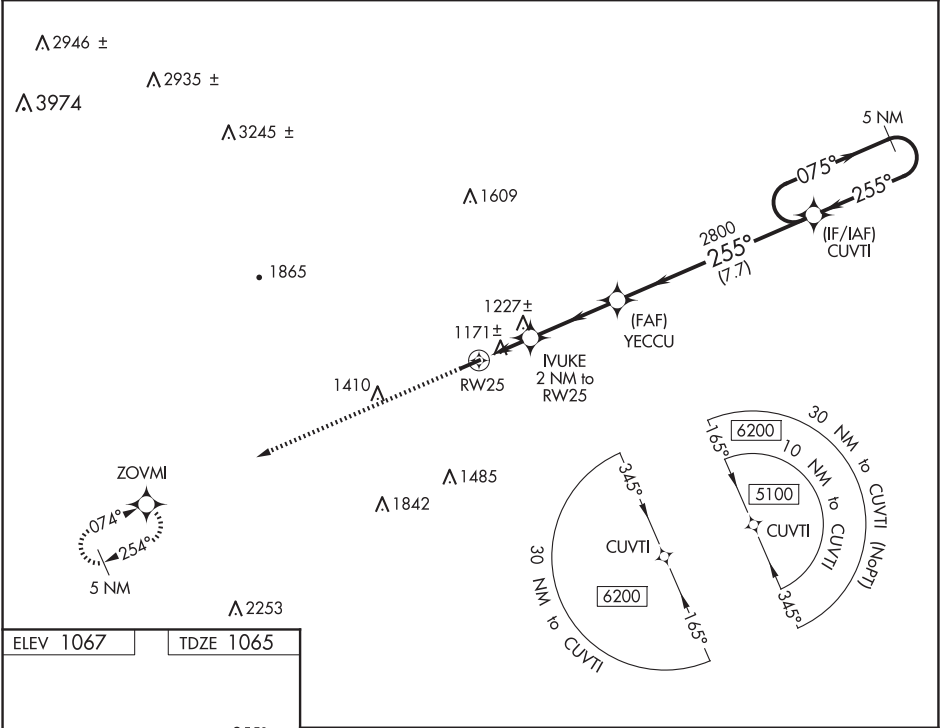 2946 ±
2935 ±
3974
3245 ±
5 NM
075°
255°
1609
(IF/IAF)
CUVTI
2800
255°
(7.7)
1865
1227±
(FAF)
YECCU
1171±
IVUKE
2 NM to
RW25
RW25
1410
30 NM to CUVTI (NoPT)
165°
6200
10 NM to CUVTI
5100
CUVTI
345°
ZOVMI
074°
254°
5 NM
1485
1842
345°
CUVTI
6200
165°
30 NM to CUVTI
2253
ELEV 1067
TDZE 1065